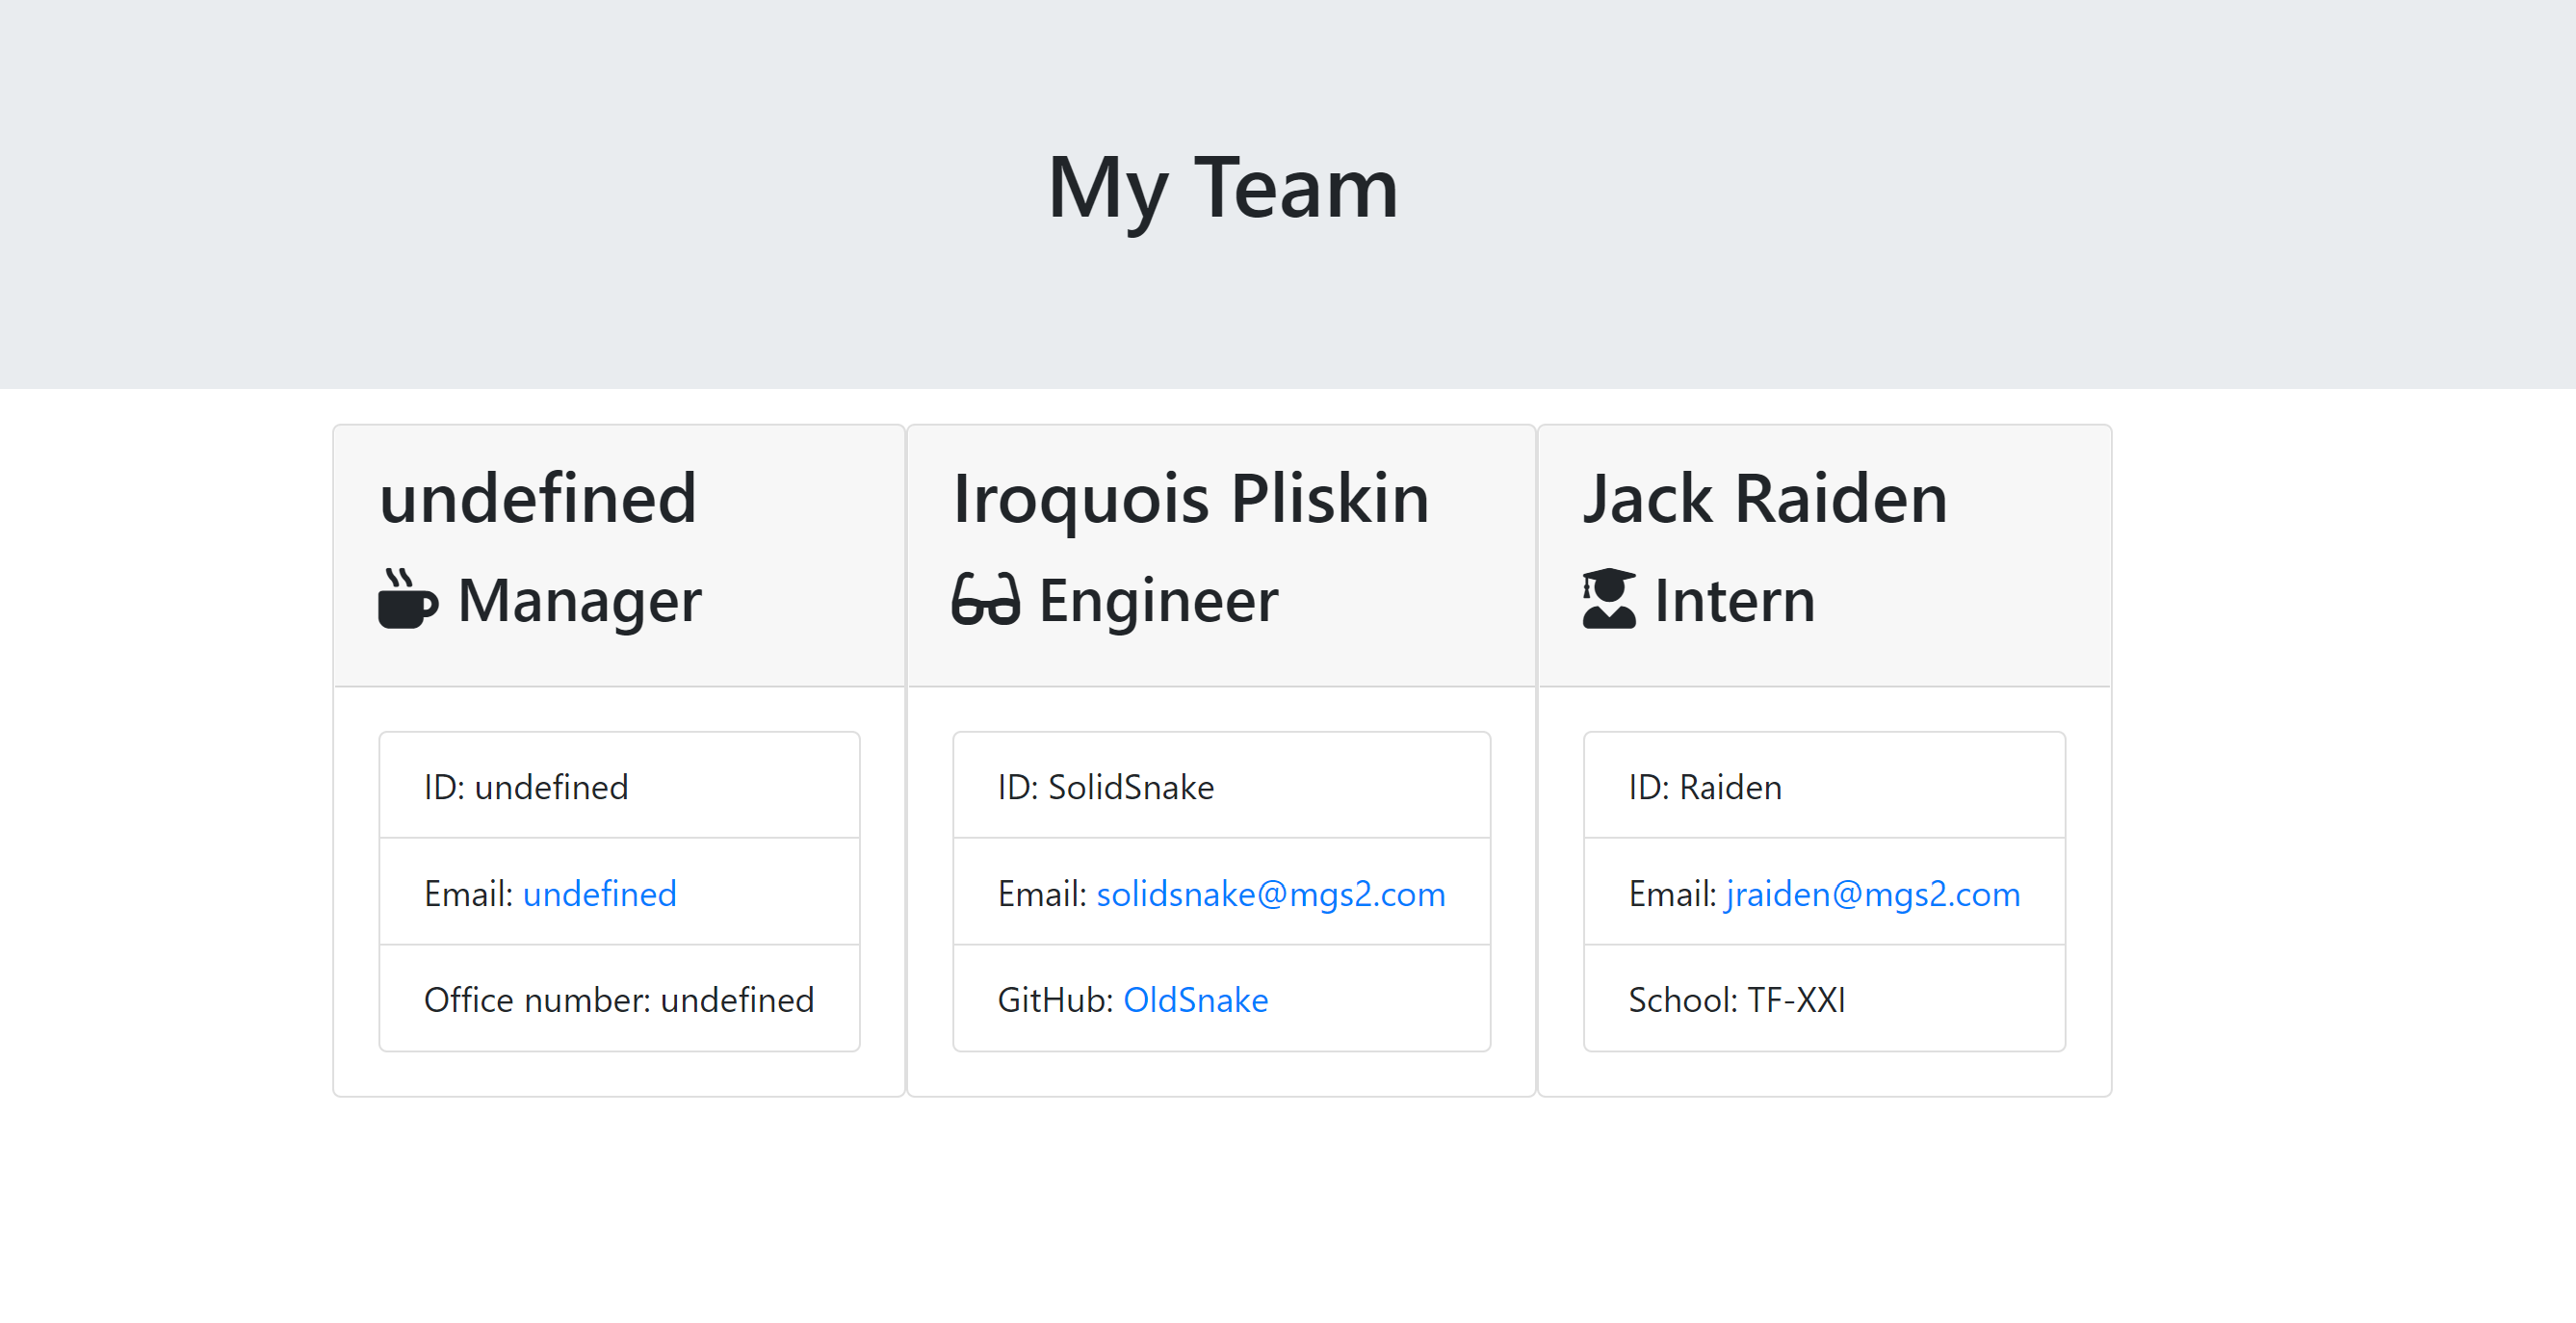 My Team
undefined
Manager
ID: undefined
Email: undefined
Office number: undefined
Iroquois Pliskin
Engineer
ID: SolidSnake
Email: solidsnake@mgs2.com
GitHub: OldSnake
Jack Raiden
Intern
ID: Raiden
Email: jraiden@mgs2.com
School: TF-XXI